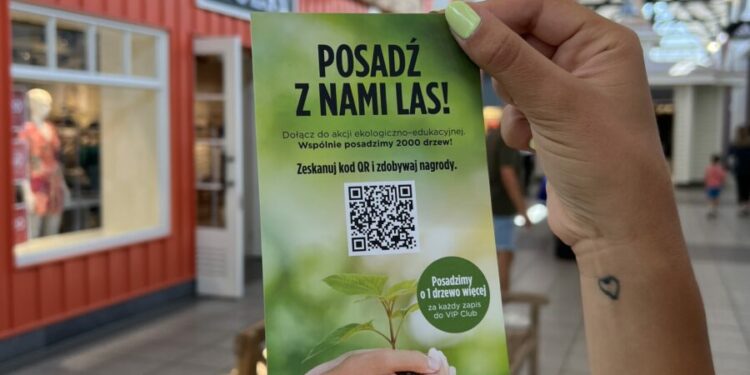 POSADŹ
Z NAMI LAS!
Dołącz do akcji ekologiczno-edukacyjnej.
Wspólnie posadzimy 2000 drzew!
Zeskanuj kod QR i zdobywaj nagrody.
Posadzimy
o 1 drzewo więcej
za każdy zapis
do VIP Club